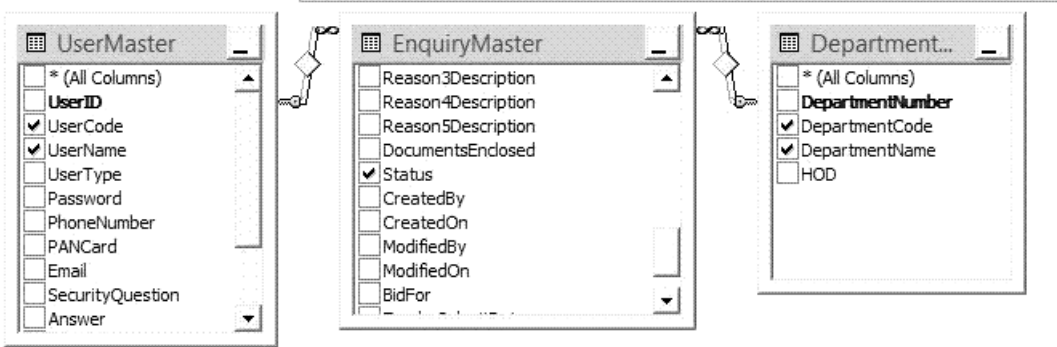 UserMaster
* (All Columns)
UserID
UserCode
UserName
UserType
Password
PhoneNumber
PANCard
Email
SecurityQuestion
Answer
EnquiryMaster
Reason3Description
Reason4Description
Reason5Description
DocumentsEnclosed
Status
CreatedBy
CreatedOn
ModifiedBy
ModifiedOn
BidFor
Department...
* (All Columns)
DepartmentNumber
DepartmentCode
DepartmentName
HOD